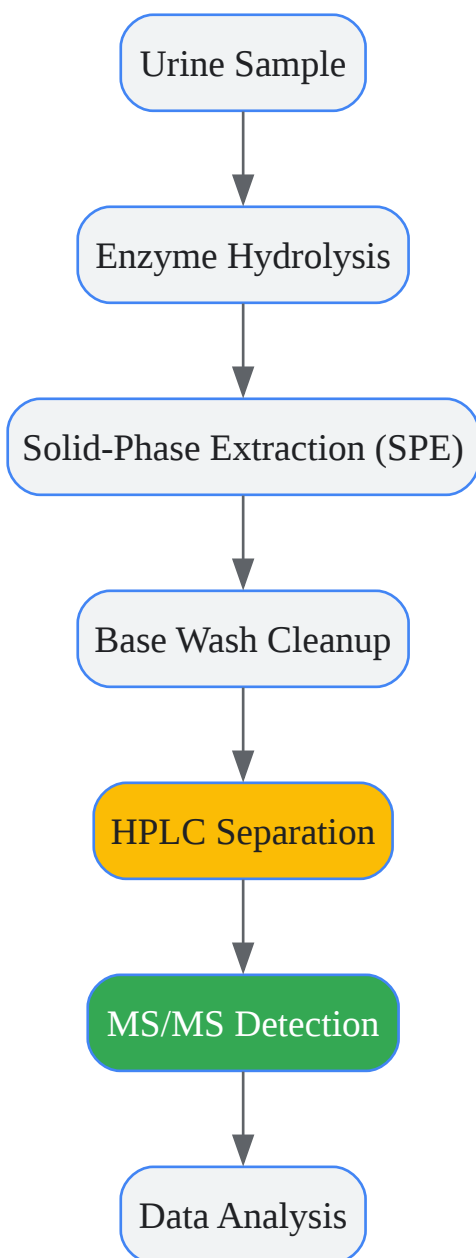 Urine Sample
Enzyme Hydrolysis
Solid-Phase Extraction (SPE)
Base Wash Cleanup
HPLC Separation
MS/MS Detection
Data Analysis